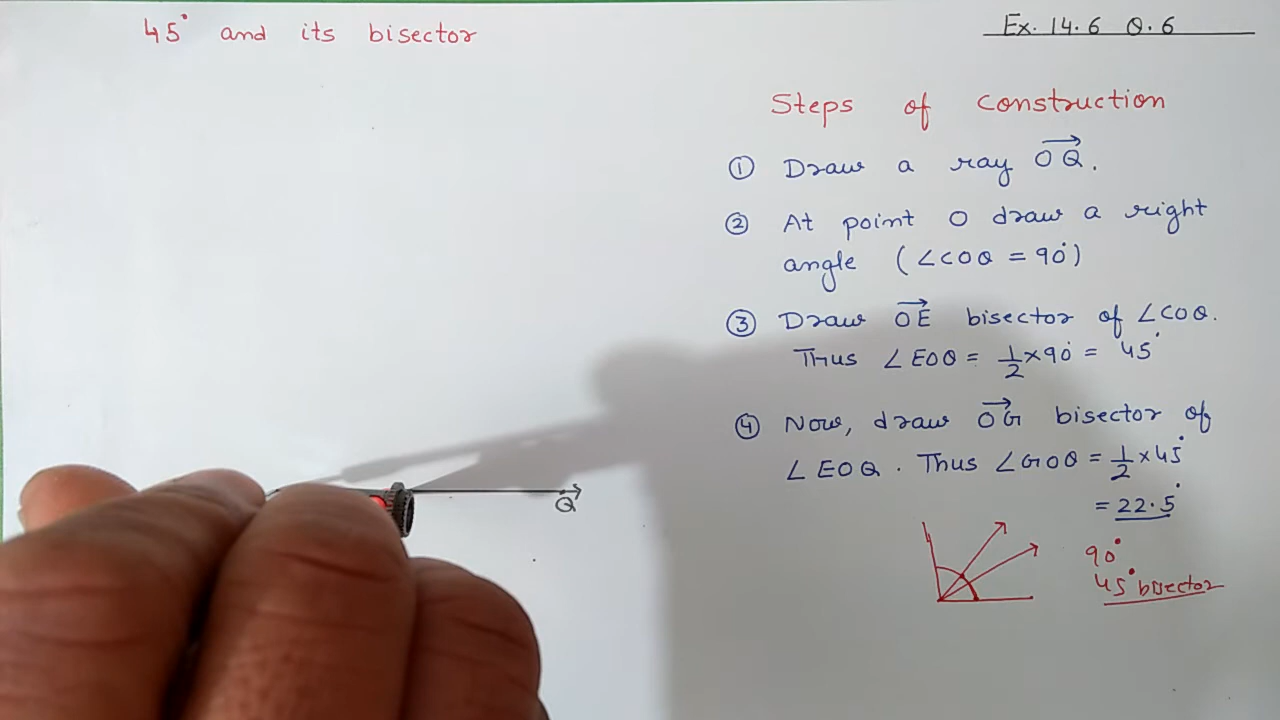 45° and its bisector
Ex. 14.6 Q.6
Steps of construction
① Draw a ray OQ.
② At point O draw a right
angle (∠COQ = 90°)
③ Draw OE bisector of ∠COQ.
Thus ∠EOQ = 1/2 × 90° = 45°
④ Now, draw OG bisector of
∠EOQ. Thus ∠GOQ = 1/2 × 45°
= 22.5°
Q
90°
45° bisector